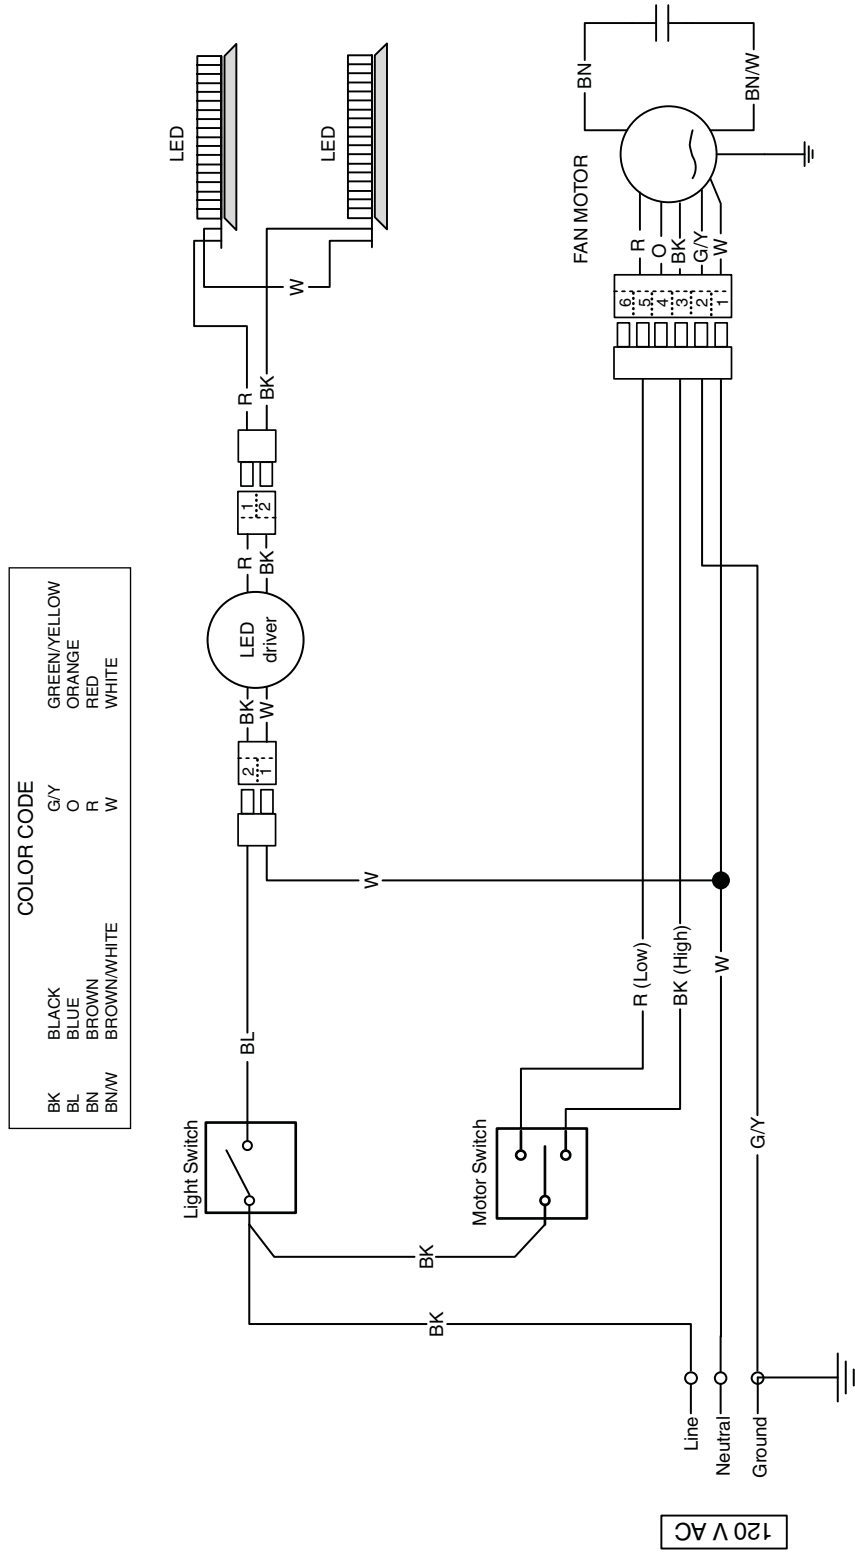 COLOR CODE
BK BLACK G/Y GREEN/YELLOW
BL BLUE O ORANGE
BN BROWN R RED
BN/W BROWN/WHITE W WHITE
LED
LED
W
R
BK
1
2
R
BK
LED
driver
BK
W
2
1
BL
W
Light Switch
Motor Switch
BK
BK
R (Low)
BK (High)
W
G/Y
FAN MOTOR
BN
BN/W
R
O
BK
G/Y
W
6
5
4
3
2
1
Line
Neutral
Ground
120 V AC